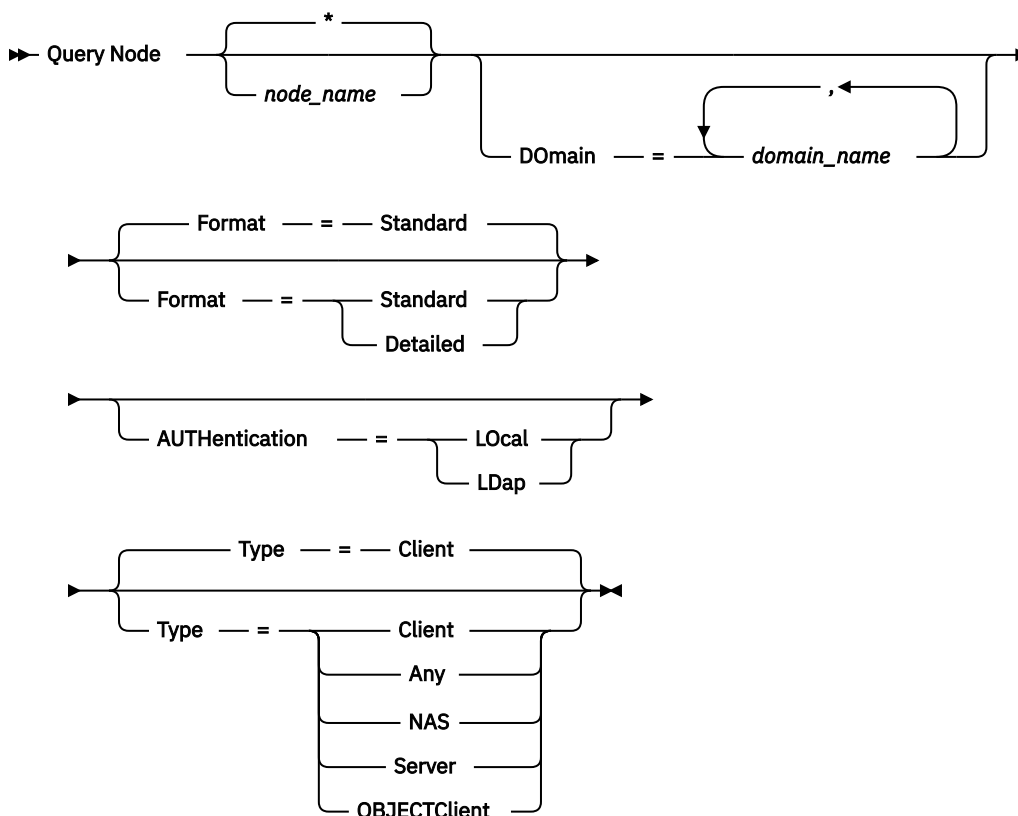 *
Query Node
node_name
,
DOmain = domain_name
Format = Standard
Format = Standard
Detailed
AUTHentication = LOcal
LDap
Type = Client
Type = Client
Any
NAS
Server
OBJECTClient